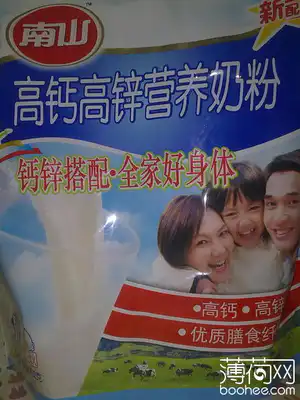 新配
南山
高钙高锌营养奶粉
钙锌搭配·全家好身体
·高钙 ·高锌
·优质膳食纤
薄荷网
boohee.com